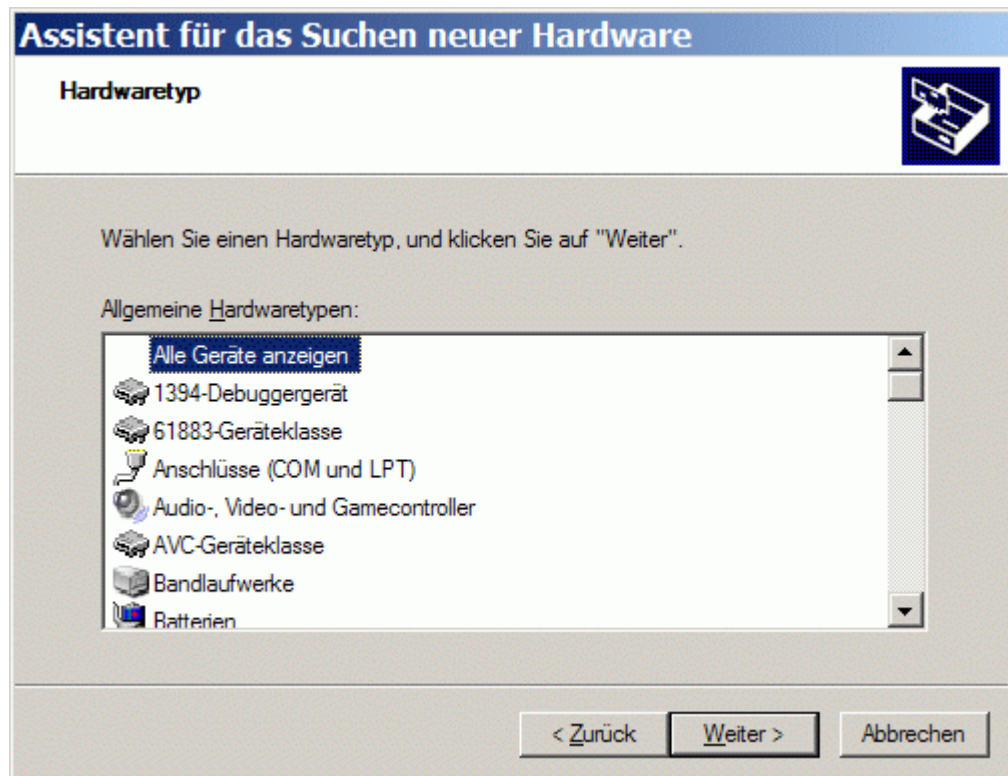 Assistent für das Suchen neuer Hardware
Hardwaretyp
Wählen Sie einen Hardwaretyp, und klicken Sie auf "Weiter".
Allgemeine Hardwaretypen:
Alle Geräte anzeigen
1394-Debuggergerät
61883-Geräteklasse
Anschlüsse (COM und LPT)
Audio-, Video- und Gamecontroller
AVC-Geräteklasse
Bandlaufwerke
Batterien
< Zurück
Weiter >
Abbrechen